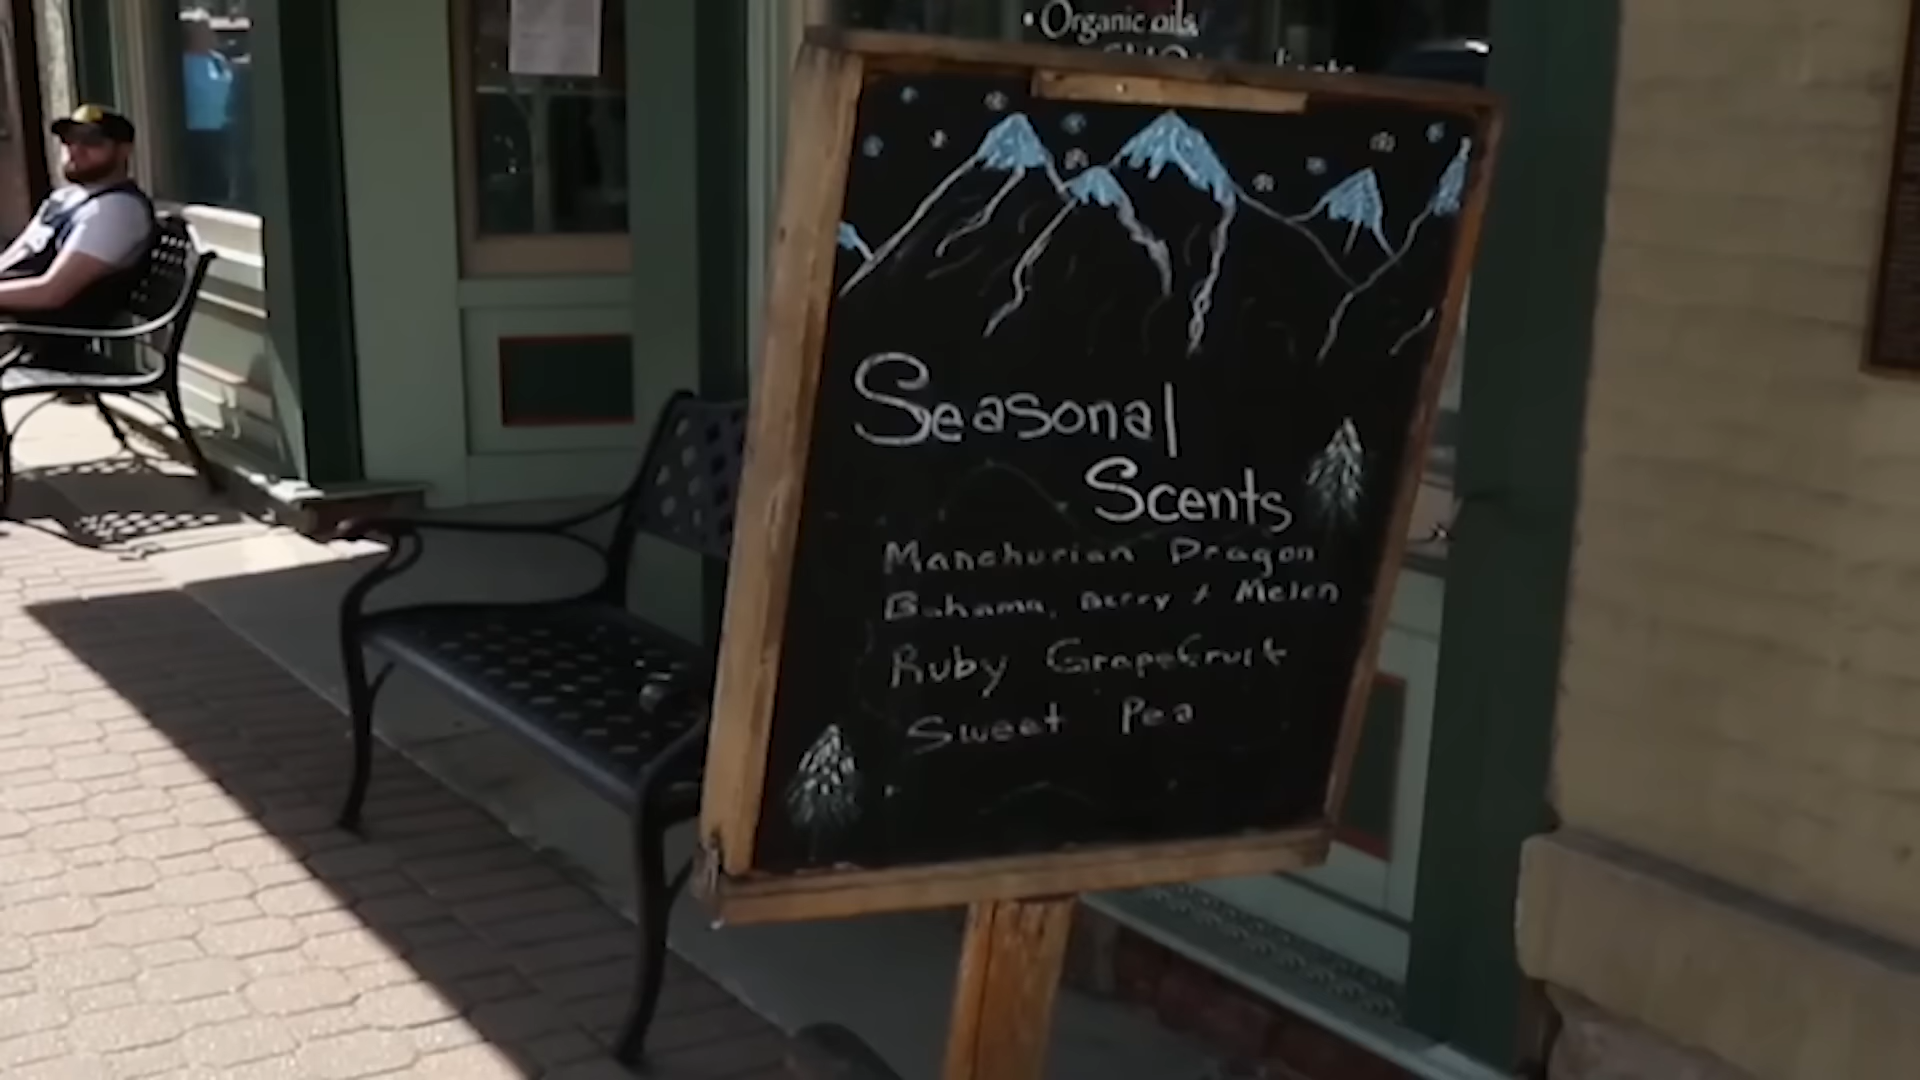 • Organic oils
Seasonal
Scents
Manchurian Dragon
Bahama, Berry + Melon
Ruby Grapefruit
Sweet Pea